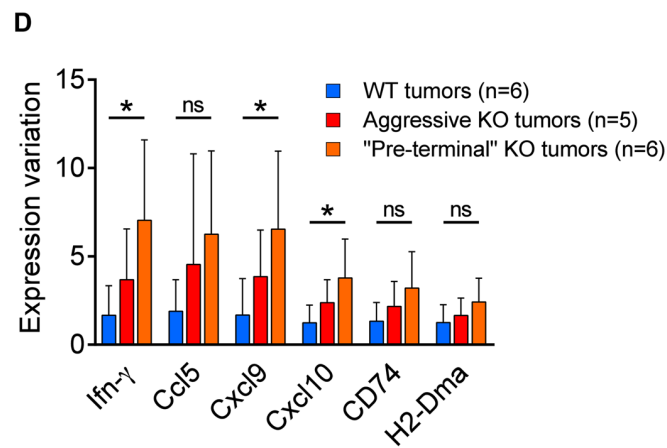 D
15
10
5
0
Expression variation
WT tumors (n=6)
Aggressive KO tumors (n=5)
"Pre-terminal" KO tumors (n=6)
* ns * * ns ns
Ifn-γ Ccl5 Cxcl9 Cxcl10 CD74 H2-Dma